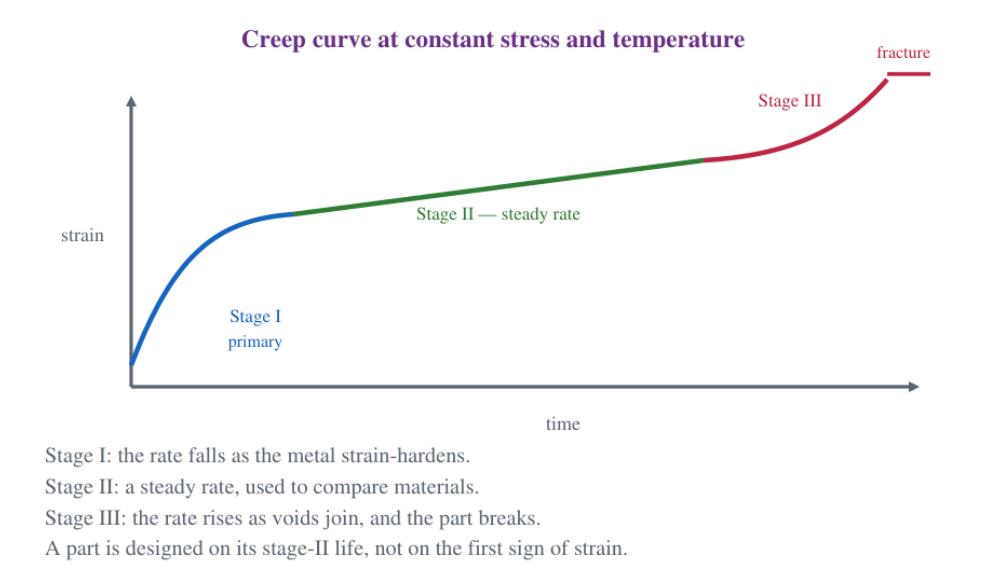 Creep curve at constant stress and temperature
fracture
Stage III
Stage II — steady rate
strain
Stage I
primary
time
Stage I: the rate falls as the metal strain-hardens.
Stage II: a steady rate, used to compare materials.
Stage III: the rate rises as voids join, and the part breaks.
A part is designed on its stage-II life, not on the first sign of strain.